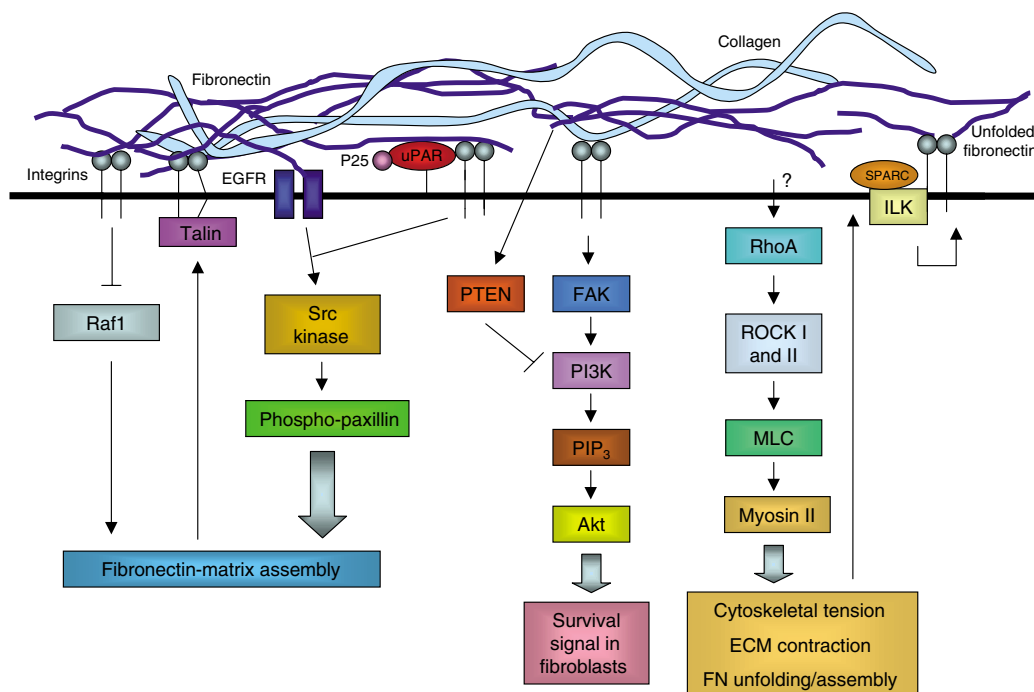 Collagen
Fibronectin
P25
uPAR
Unfolded
fibronectin
Integrins
EGFR
SPARC
?
ILK
Talin
RhoA
PTEN
FAK
Raf1
Src
kinase
ROCK I
and II
PI3K
Phospho-paxillin
MLC
PIP3
Akt
Myosin II
Fibronectin-matrix assembly
Survival
signal in
fibroblasts
Cytoskeletal tension
ECM contraction
FN unfolding/assembly